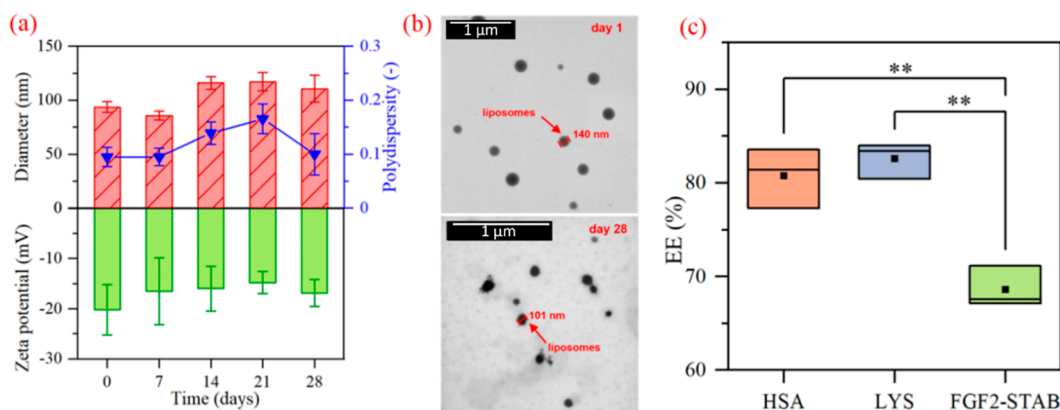 (a)
150
100
50
0
-10
-20
-30
Diameter (nm)
Zeta potential (mV)
0.3
0.2
0.1
0.0
Polydispersity (-)
0
7
14
21
28
Time (days)
(b)
1 µm
day 1
liposomes
140 nm
1 µm
day 28
101 nm
liposomes
(c)
90
80
70
60
EE (%)
**
**
HSA
LYS
FGF2-STAB